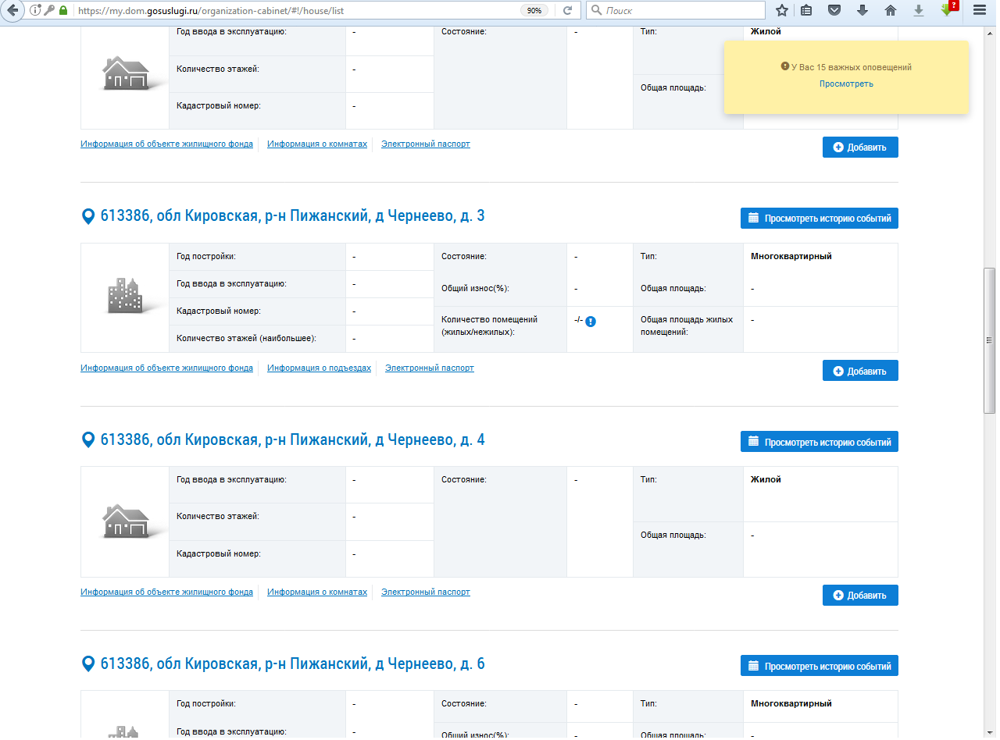 https://my.dom.gosuslugi.ru/organization-cabinet/#!/house/list 90% Поиск ?
Год ввода в эксплуатацию: - Состояние: - Тип: Жилой
У Вас 15 важных оповещений
Количество этажей: -
Просмотреть
Общая площадь:
Кадастровый номер: -
Информация об объекте жилищного фонда Информация о комнатах Электронный паспорт Добавить
613386, обл Кировская, р-н Пижанский, д Чернеево, д. 3 Просмотреть историю событий
Год постройки: - Состояние: - Тип: Многоквартирный
Год ввода в эксплуатацию: - Общий износ(%): - Общая площадь: -
Кадастровый номер: - Количество помещений -/- Общая площадь жилых -
(жилых/нежилых): помещений:
Количество этажей (наибольшее): -
Информация об объекте жилищного фонда Информация о подъездах Электронный паспорт Добавить
613386, обл Кировская, р-н Пижанский, д Чернеево, д. 4 Просмотреть историю событий
Год ввода в эксплуатацию: - Состояние: - Тип: Жилой
Количество этажей: -
Общая площадь: -
Кадастровый номер: -
Информация об объекте жилищного фонда Информация о комнатах Электронный паспорт Добавить
613386, обл Кировская, р-н Пижанский, д Чернеево, д. 6 Просмотреть историю событий
Год постройки: - Состояние: - Тип: Многоквартирный
Год ввода в эксплуатацию: - Общий износ(%): - Общая площадь: -